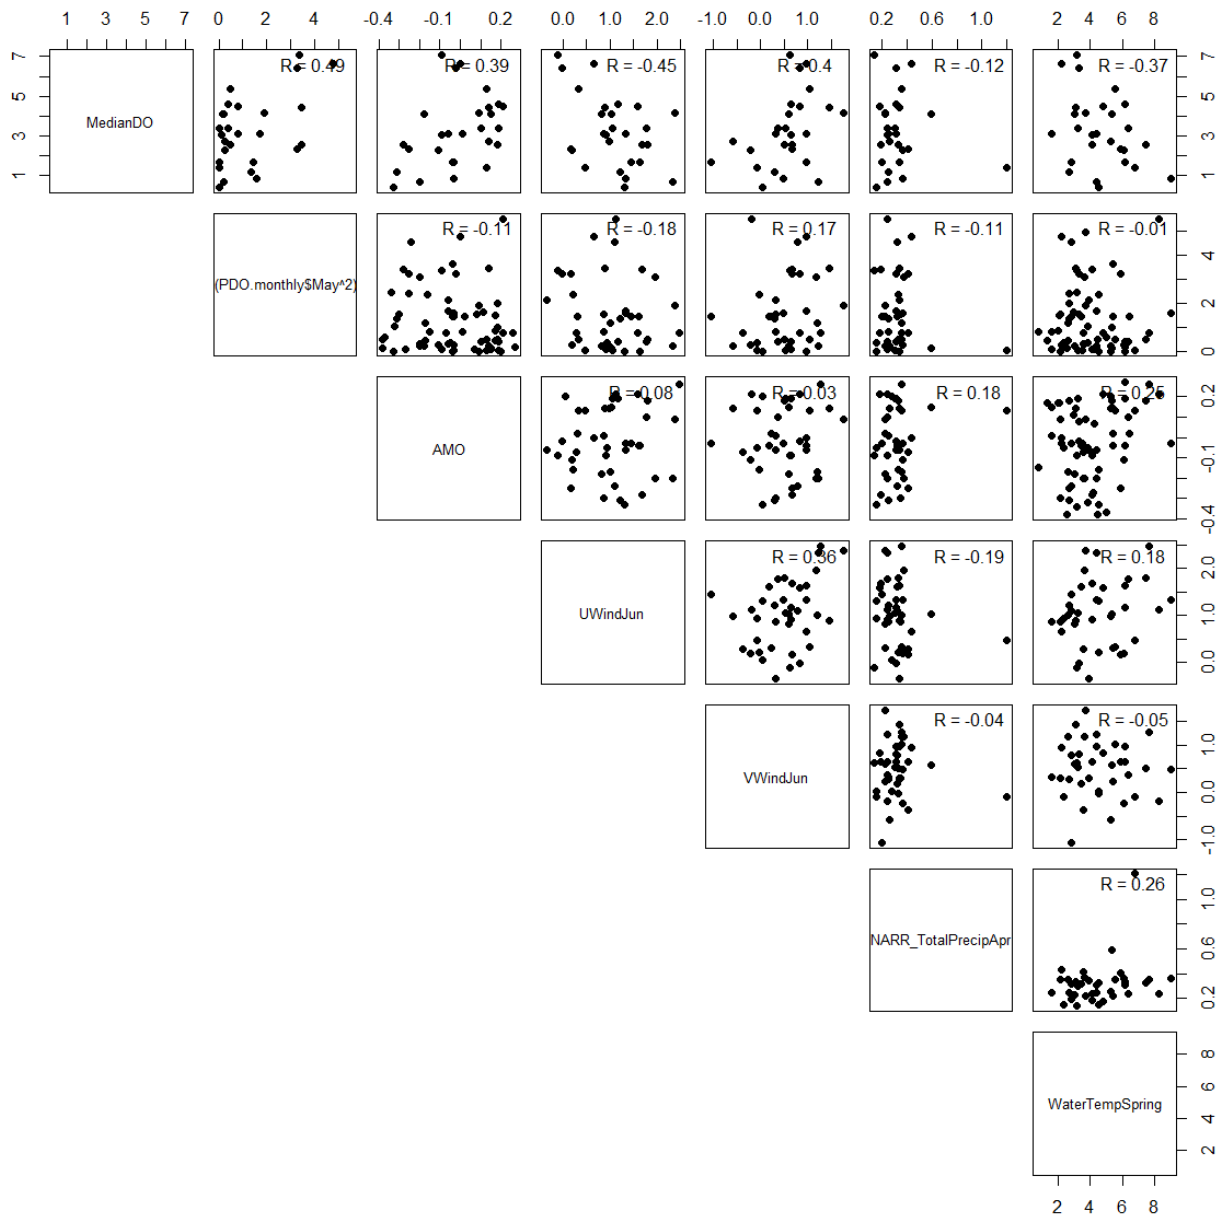 1 3 5 7 0 2 4 -0.4 -0.1 0.2 0.0 1.0 2.0 -1.0 0.0 1.0 0.2 0.6 1.0 2 4 6 8
MedianDO
R = 0.49 R = 0.39 R = -0.45 R = 0.4 R = -0.12 R = -0.37
1 3 5 7
(PDO.monthly$May^2)
R = -0.11 R = -0.18 R = 0.17 R = -0.11 R = -0.01
0 2 4
AMO
R = 0.08 R = 0.03 R = 0.18 R = 0.25
-0.4 -0.1 0.2
UWindJun
R = 0.36 R = -0.19 R = 0.18
0.0 1.0 2.0
VWindJun
R = -0.04 R = -0.05
-1.0 0.0 1.0
NARR_TotalPrecipApr
R = 0.26
0.2 0.6 1.0
WaterTempSpring
2 4 6 8
2 4 6 8